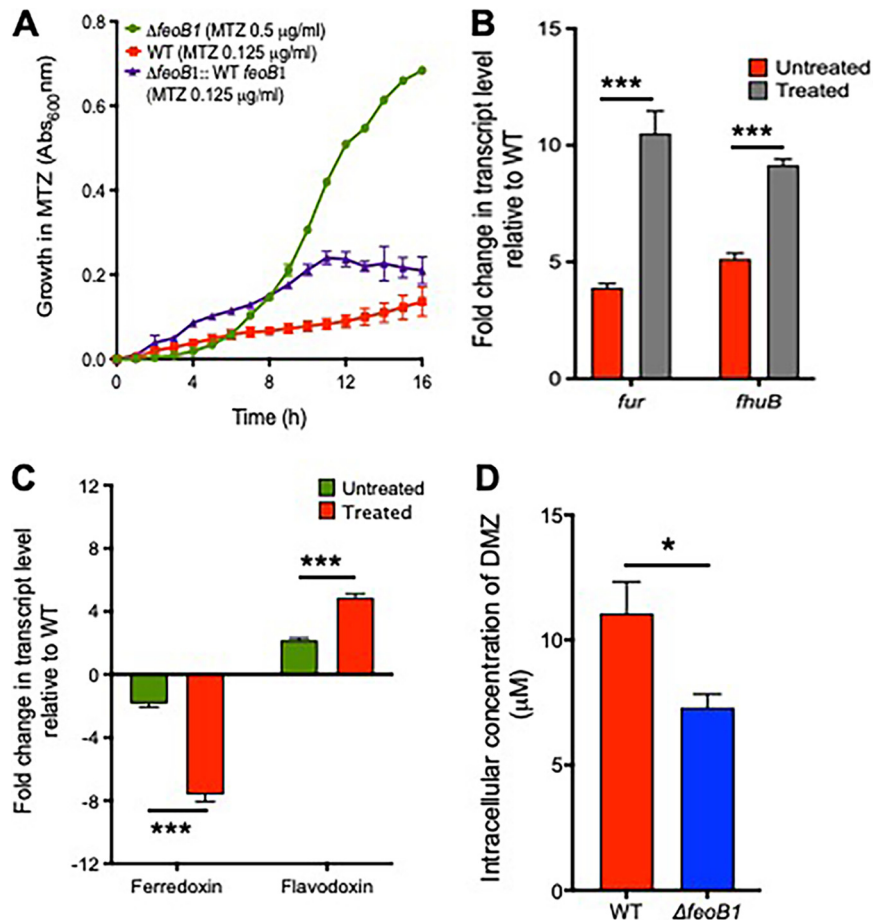 A
ΔfeoB1 (MTZ 0.5 μg/ml)
WT (MTZ 0.125 μg/ml)
ΔfeoB1:: WT feoB1
(MTZ 0.125 μg/ml)
Growth in MTZ (Abs600nm)
0.8
0.6
0.4
0.2
0.0
0 4 8 12 16
Time (h)
B
Untreated
Treated
Fold change in transcript level
relative to WT
15
10
5
0
***
***
fur fhuB
C
Untreated
Treated
Fold change in transcript level
relative to WT
12
8
4
0
-4
-8
-12
***
***
Ferredoxin Flavodoxin
D
Intracellular concentration of DMZ
(μM)
15
10
5
0
*
WT ΔfeoB1